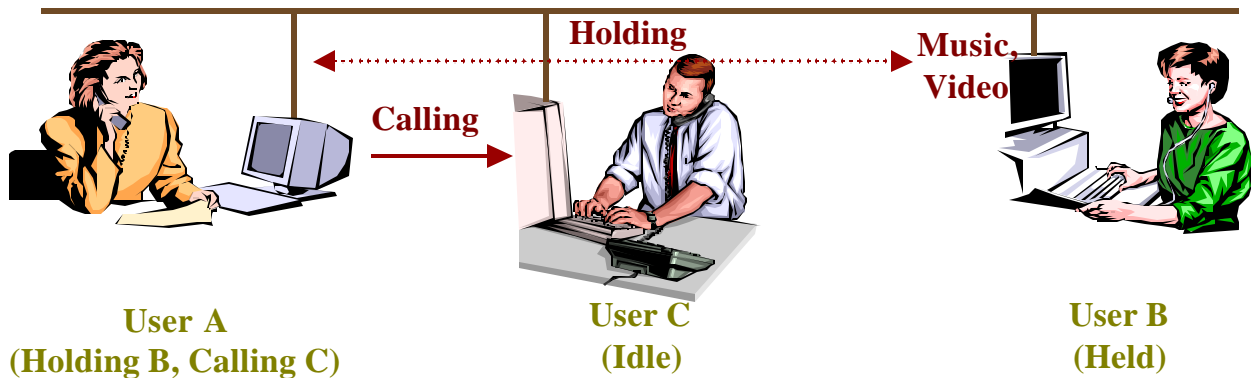 Holding
Music,
Video
Calling
User A
(Holding B, Calling C)
User C
(Idle)
User B
(Held)